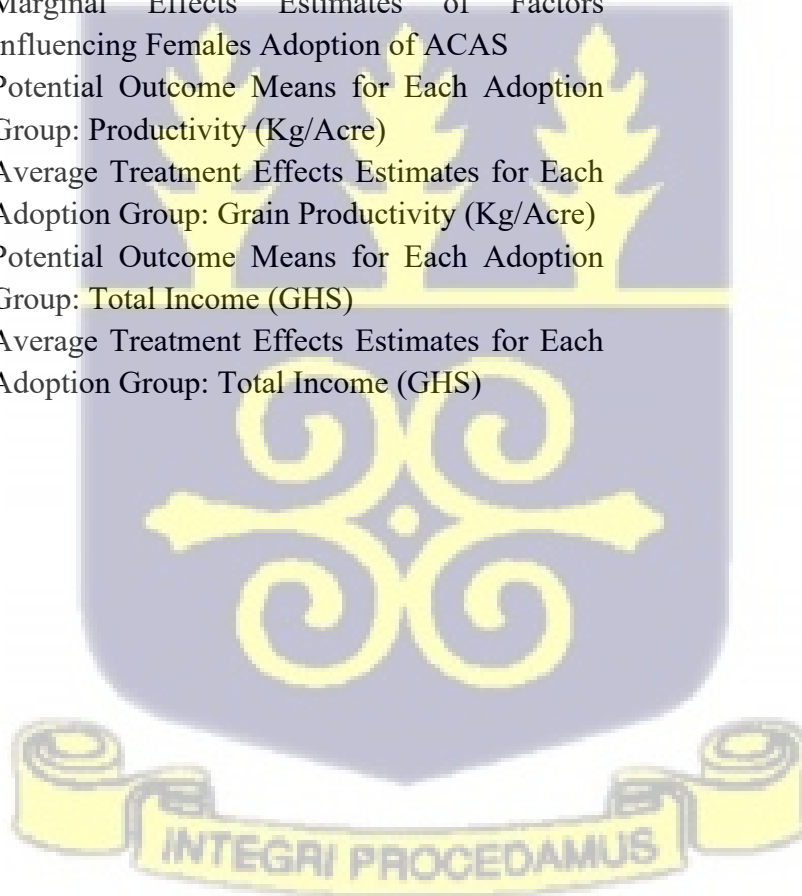 Marginal Effects Estimates of Factors
Influencing Females Adoption of ACAS
Potential Outcome Means for Each Adoption
Group: Productivity (Kg/Acre)
Average Treatment Effects Estimates for Each
Adoption Group: Grain Productivity (Kg/Acre)
Potential Outcome Means for Each Adoption
Group: Total Income (GHS)
Average Treatment Effects Estimates for Each
Adoption Group: Total Income (GHS)
INTEGRI PROCEDAMUS